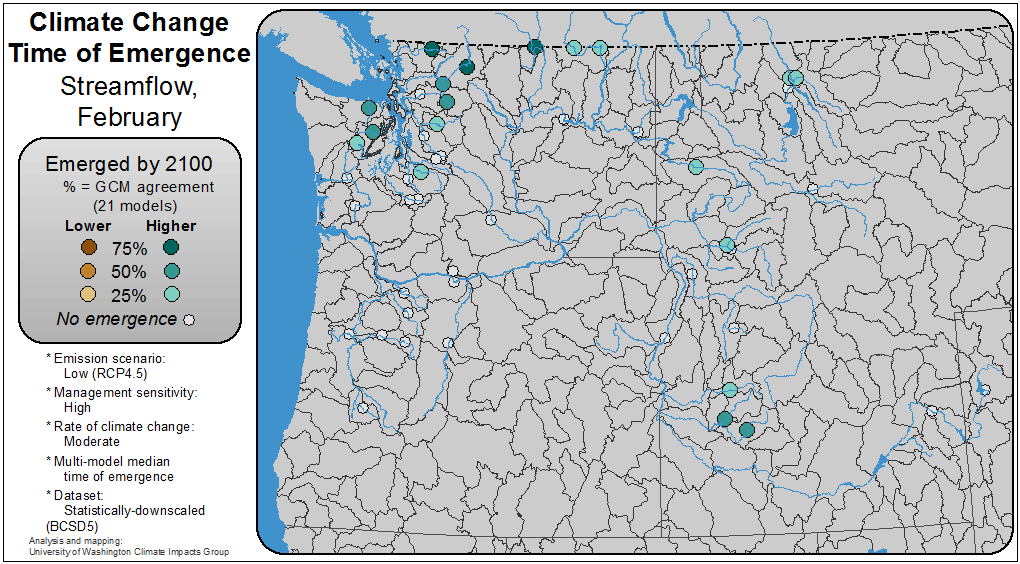 Climate Change
Time of Emergence
Streamflow,
February
Emerged by 2100
% = GCM agreement
(21 models)
Lower Higher
75%
50%
25%
No emergence
* Emission scenario:
Low (RCP4.5)
* Management sensitivity:
High
* Rate of climate change:
Moderate
* Multi-model median
time of emergence
* Dataset:
Statistically-downscaled
(BCSD5)
Analysis and mapping:
University of Washington Climate Impacts Group